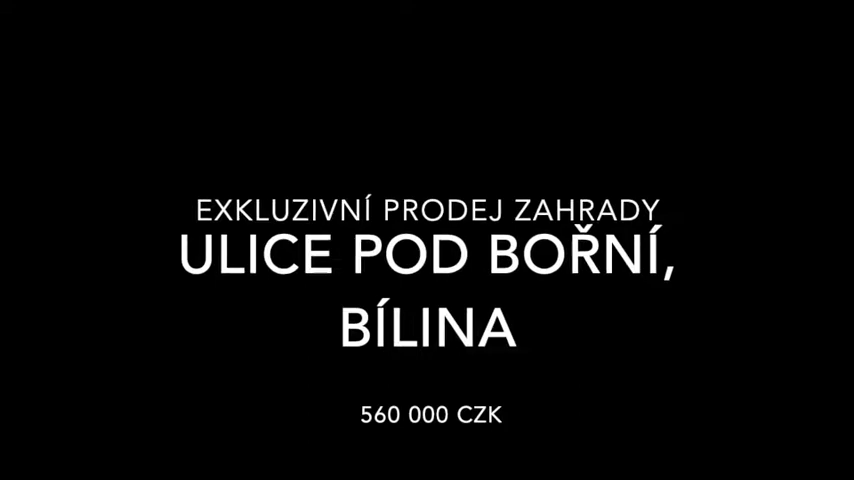 EXKLUZIVNÍ PRODEJ ZAHRADY
ULICE POD BOŘNÍ,
BÍLINA
560 000 CZK